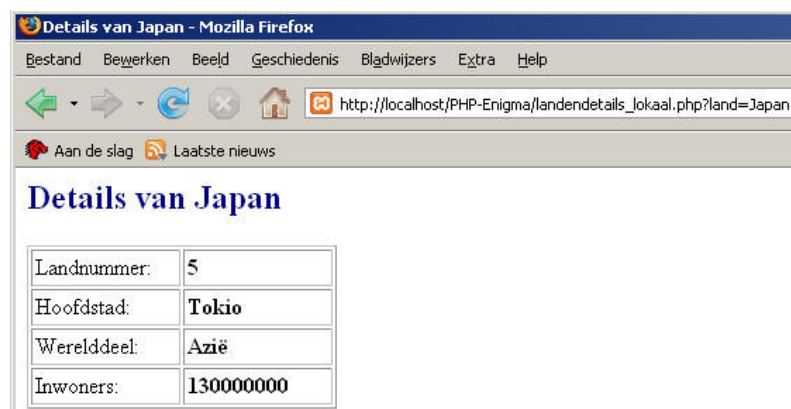 Details van Japan - Mozilla Firefox
Bestand Bewerken Beeld Geschiedenis Bladwijzers Extra Help
http://localhost/PHP-Enigma/landendetails_lokaal.php?land=Japan
Aan de slag Laatste nieuws
Details van Japan
Landnummer: 5
Hoofdstad: Tokio
Werelddeel: Azië
Inwoners: 130000000